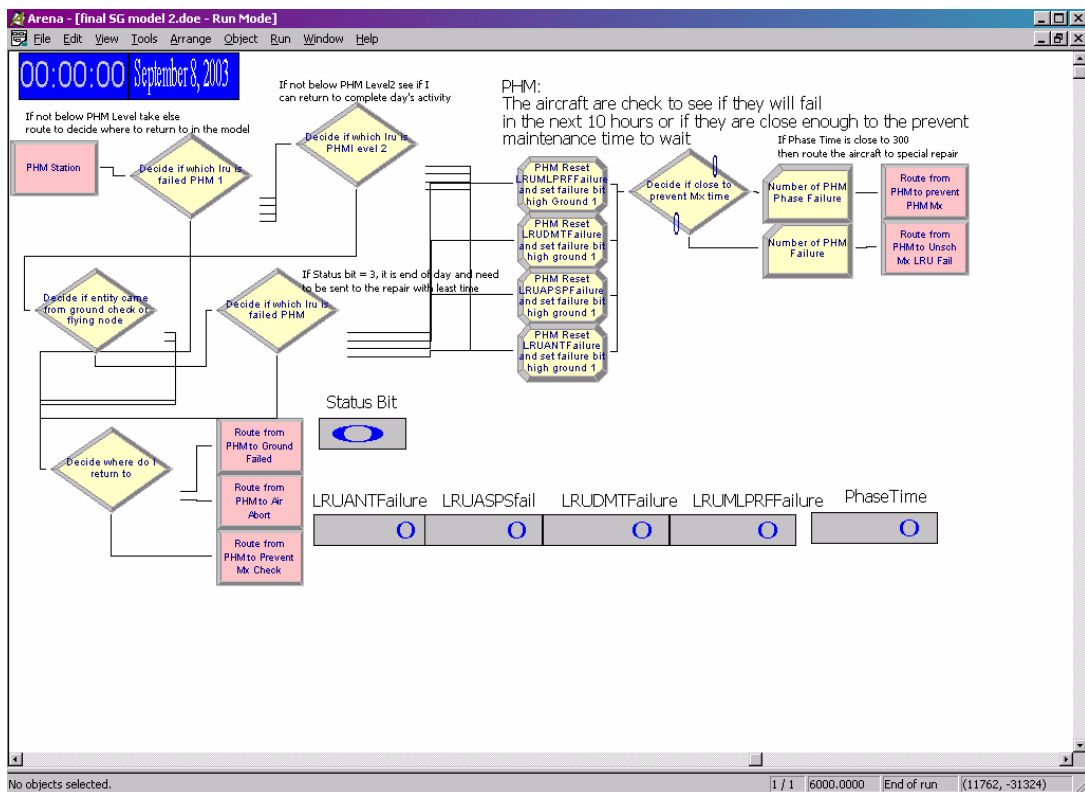 Arena - [final SG model 2.doe - Run Mode]
File Edit View Tools Arrange Object Run Window Help
00:00:00 September 8, 2003
If not below PHM Level take else
route to decide where to return to in the model
PHM Station
Decide if which lru is
failed PHM 1
If not below PHM Level2 see if I
can return to complete day's activity
Decide if which lru is
PHMl evel 2
PHM:
The aircraft are check to see if they will fail
in the next 10 hours or if they are close enough to the prevent
maintenance time to wait
If Phase Time is close to 300
then route the aircraft to special repair
PHM Reset
LRUMLPRFFailure
and set failure bit
high Ground 1
PHM Reset
LRUDMTFailure
and set failure bit
high ground 1
PHM Reset
LRUAPSPFailure
and set failure bit
high ground 1
PHM Reset
LRUANTFailure
and set failure bit
high ground 1
Decide if close to
prevent Mx time
Number of PHM
Phase Failure
Route from
PHM to prevent
PHM Mx
Number of PHM
Failure
Route from
PHM to Unsch
Mx LRU Fail
Decide if entity came
from ground check or
flying node
If Status bit = 3, it is end of day and need
to be sent to the repair with least time
Decide if which lru is
failed PHM
Decide where do I
return to
Route from
PHM to Ground
Failed
Route from
PHM to Air
Abort
Route from
PHM to Prevent
Mx Check
Status Bit
0
LRUANTFailure LRUASPSfail LRUDMTFailure LRUMLPRFFailure PhaseTime
0 0 0 0 0
No objects selected. 1 / 1 6000.0000 End of run (11762, -31324)